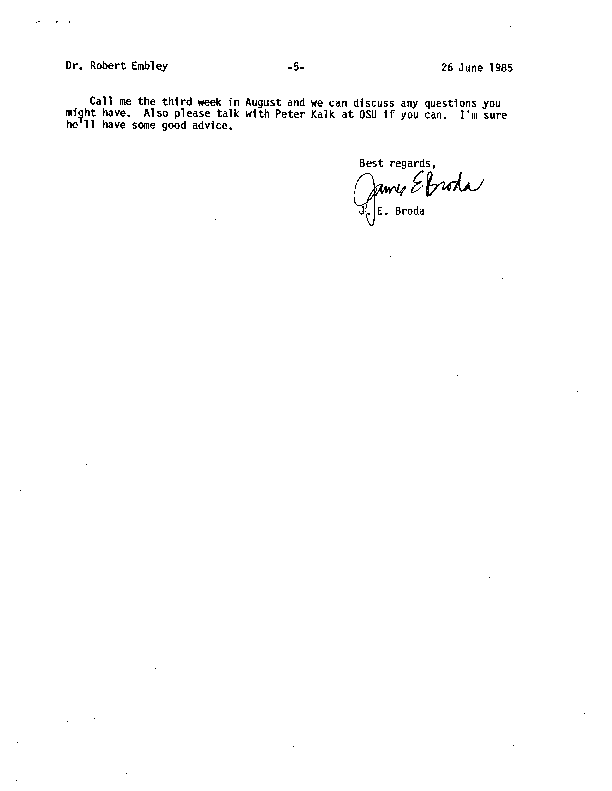 Dr. Robert Embley -5- 26 June 1985
Call me the third week in August and we can discuss any questions you
might have. Also please talk with Peter Kalk at OSU if you can. I'm sure
he'll have some good advice.
Best regards,
James E Broda
J. E. Broda